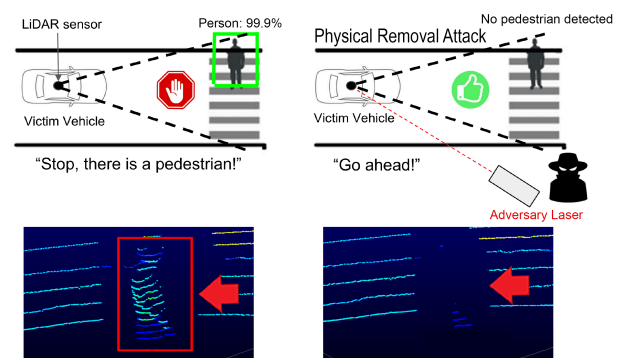 LiDAR sensor
Person: 99.9%
Victim Vehicle
“Stop, there is a pedestrian!”
No pedestrian detected
Physical Removal Attack
Victim Vehicle
“Go ahead!”
Adversary Laser